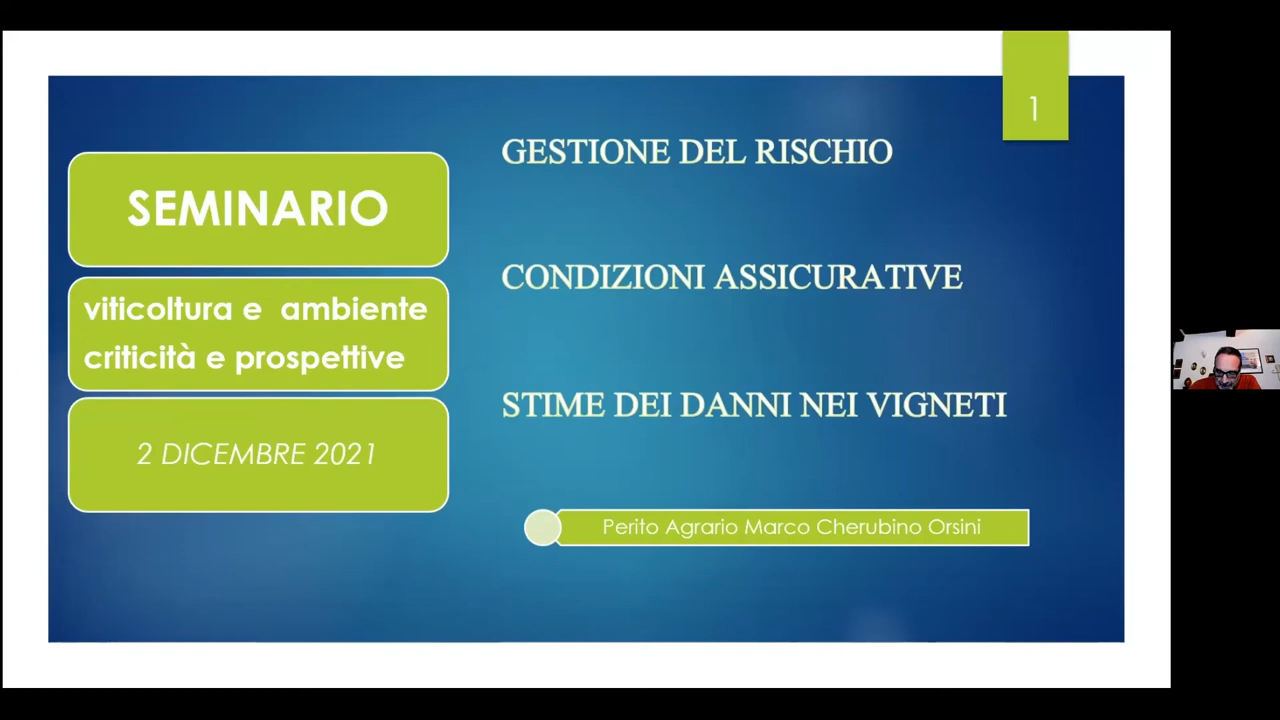 SEMINARIO
viticoltura e ambiente
criticità e prospettive
2 DICEMBRE 2021
1
GESTIONE DEL RISCHIO
CONDIZIONI ASSICURATIVE
STIME DEI DANNI NEI VIGNETI
Perito Agrario Marco Cherubino Orsini